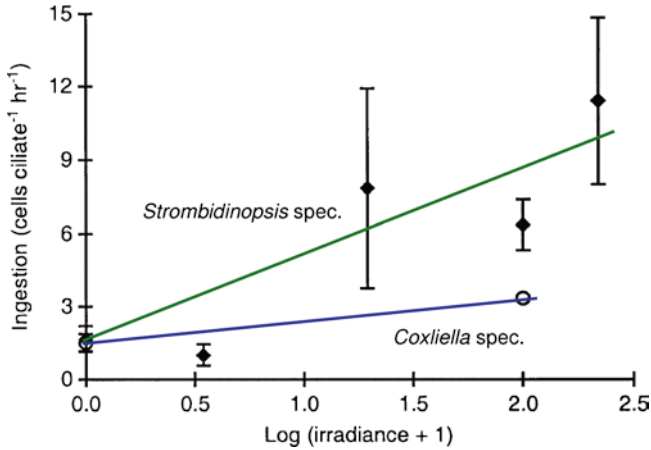 Ingestion (cells ciliate⁻¹ hr⁻¹)
15
12
9
6
3
0
Strombidinopsis spec.
Coxliella spec.
0.0 0.5 1.0 1.5 2.0 2.5
Log (irradiance + 1)